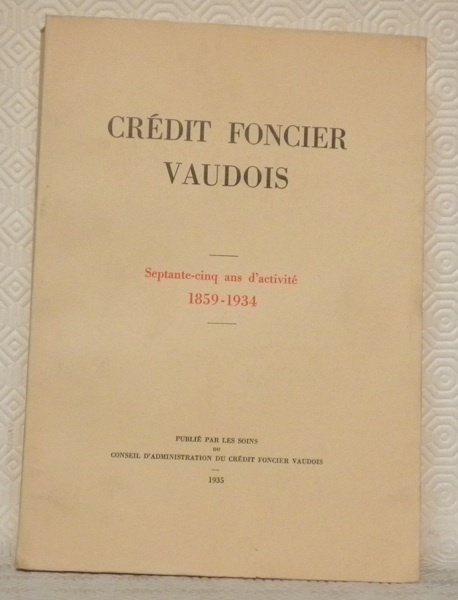 CRÉDIT FONCIER
VAUDOIS
Septante-cinq ans d'activité
1859-1934
PUBLIÉ PAR LES SOINS
DU
CONSEIL D'ADMINISTRATION DU CRÉDIT FONCIER VAUDOIS
1935